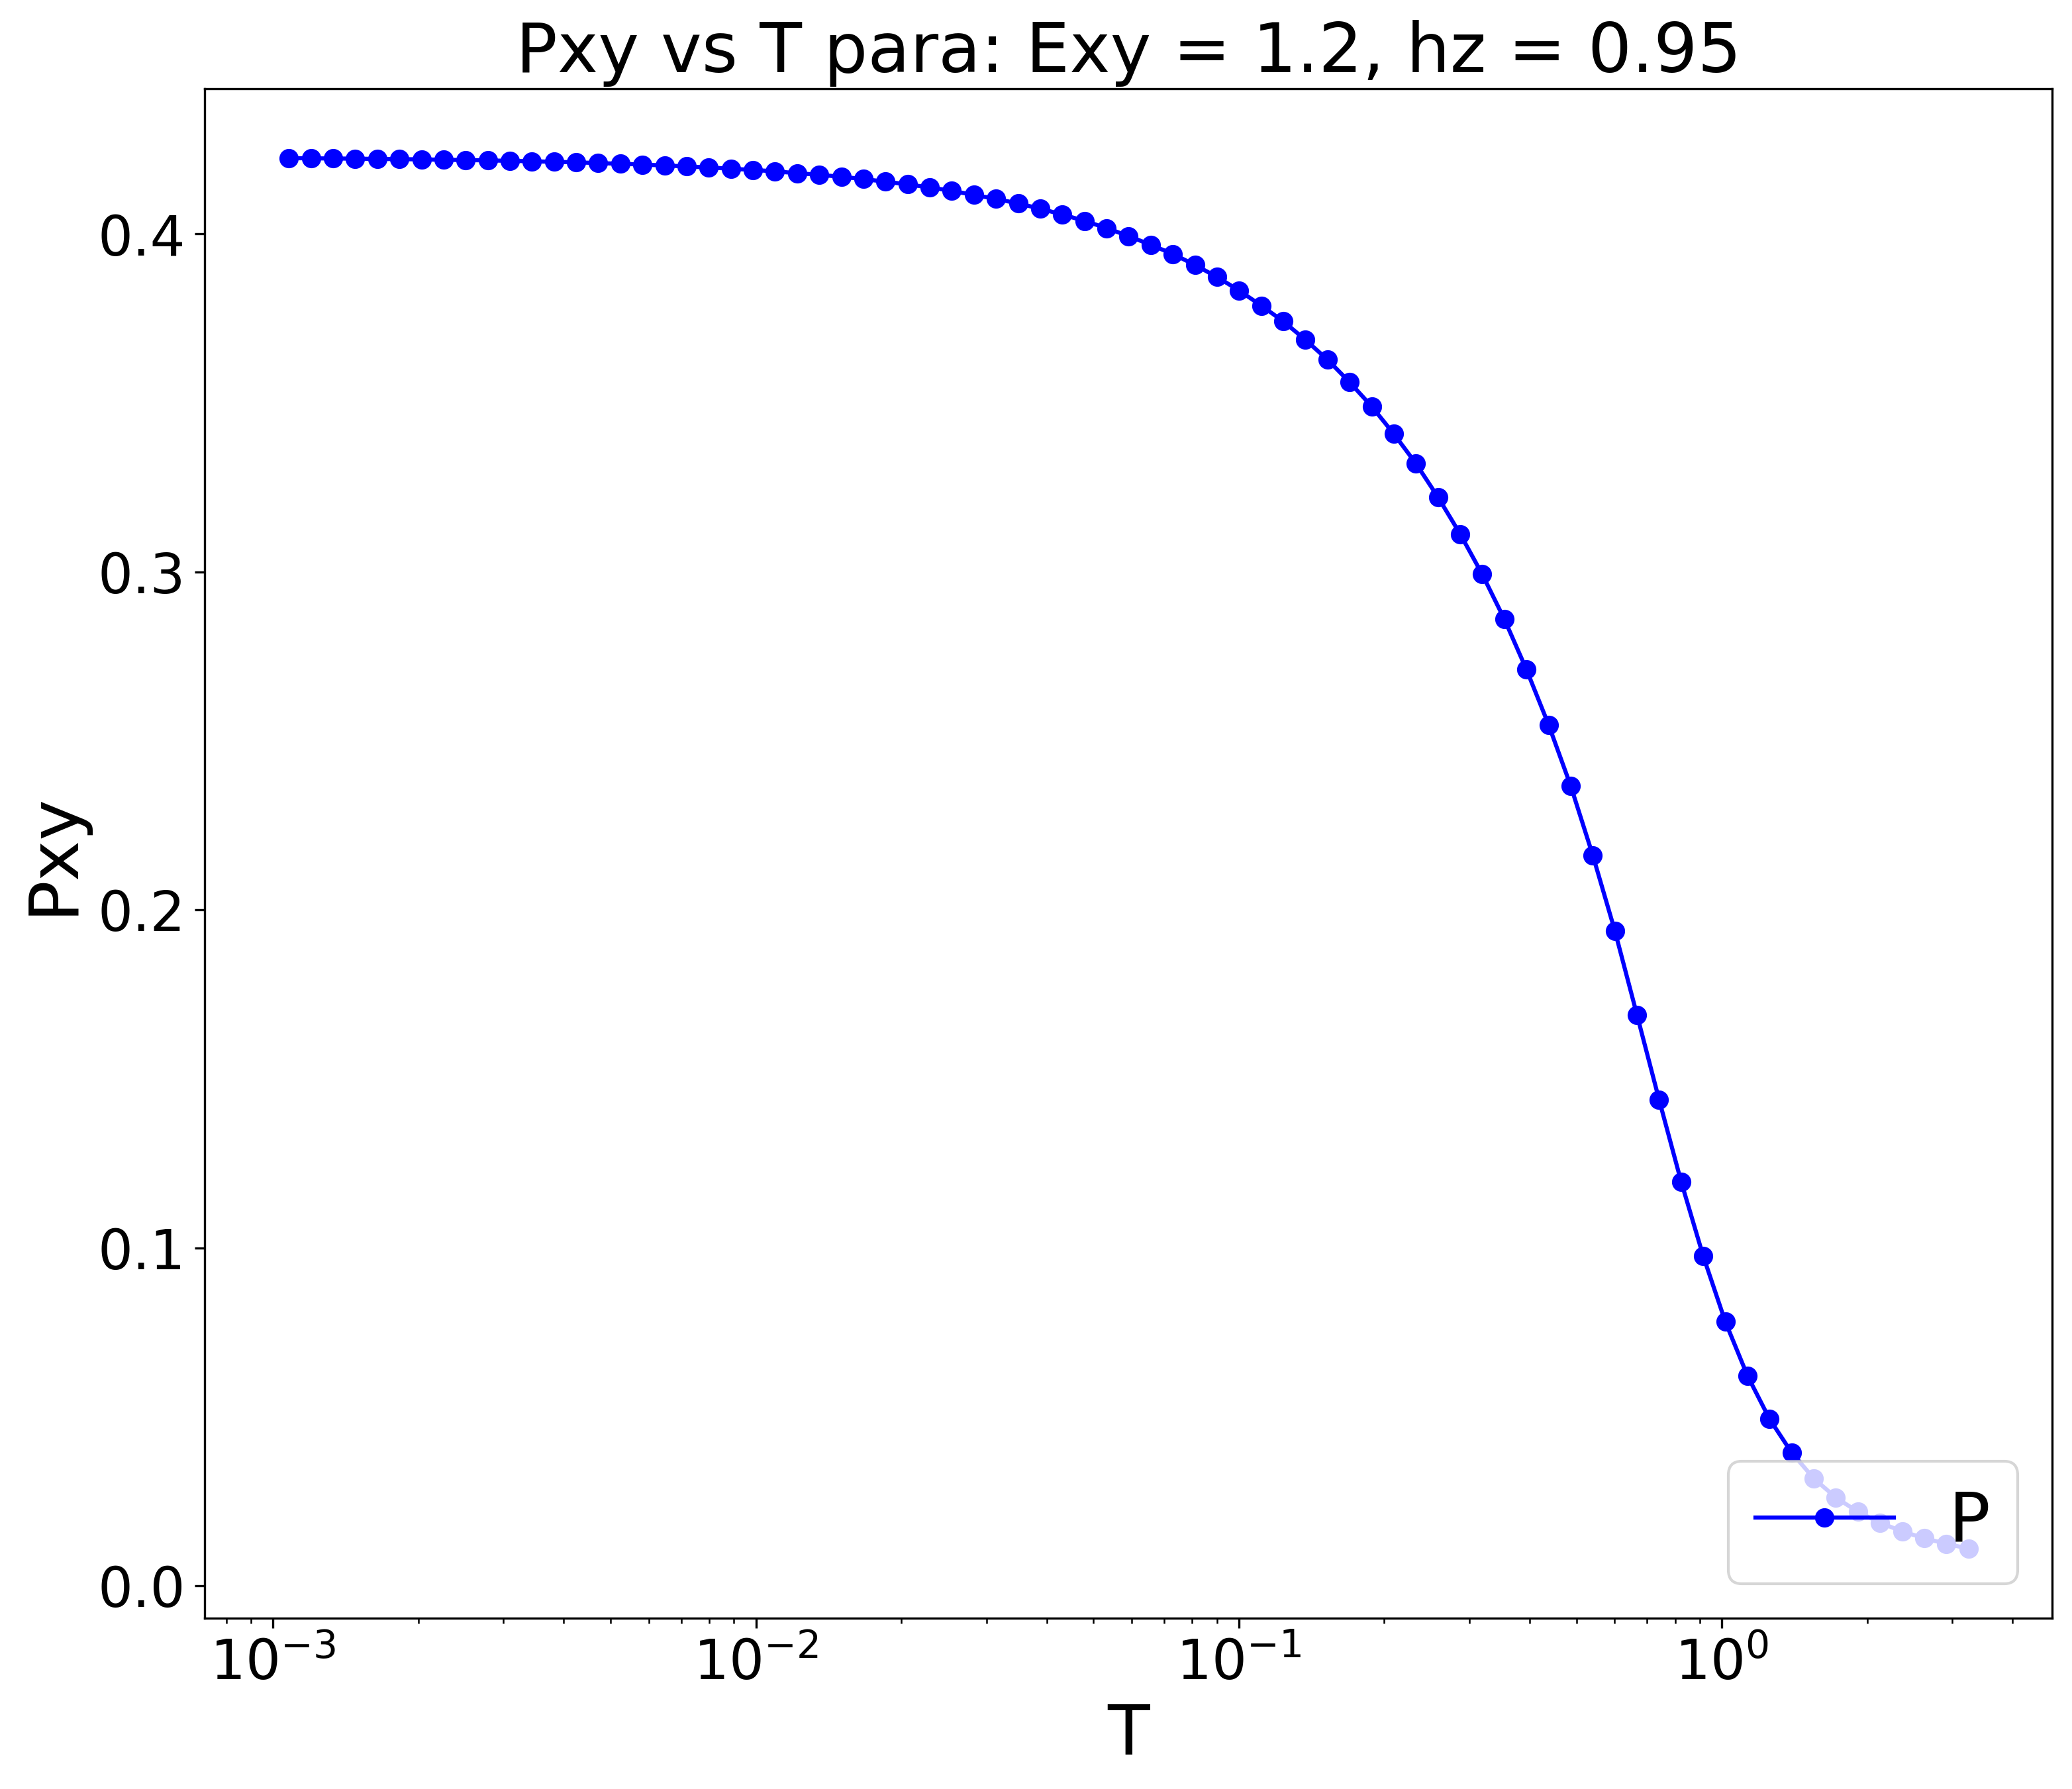 Pxy vs T para: Exy = 1.2, hz = 0.95
Pxy
0.4
0.3
0.2
0.1
0.0
10⁻³ 10⁻² 10⁻¹ 10⁰
T
P